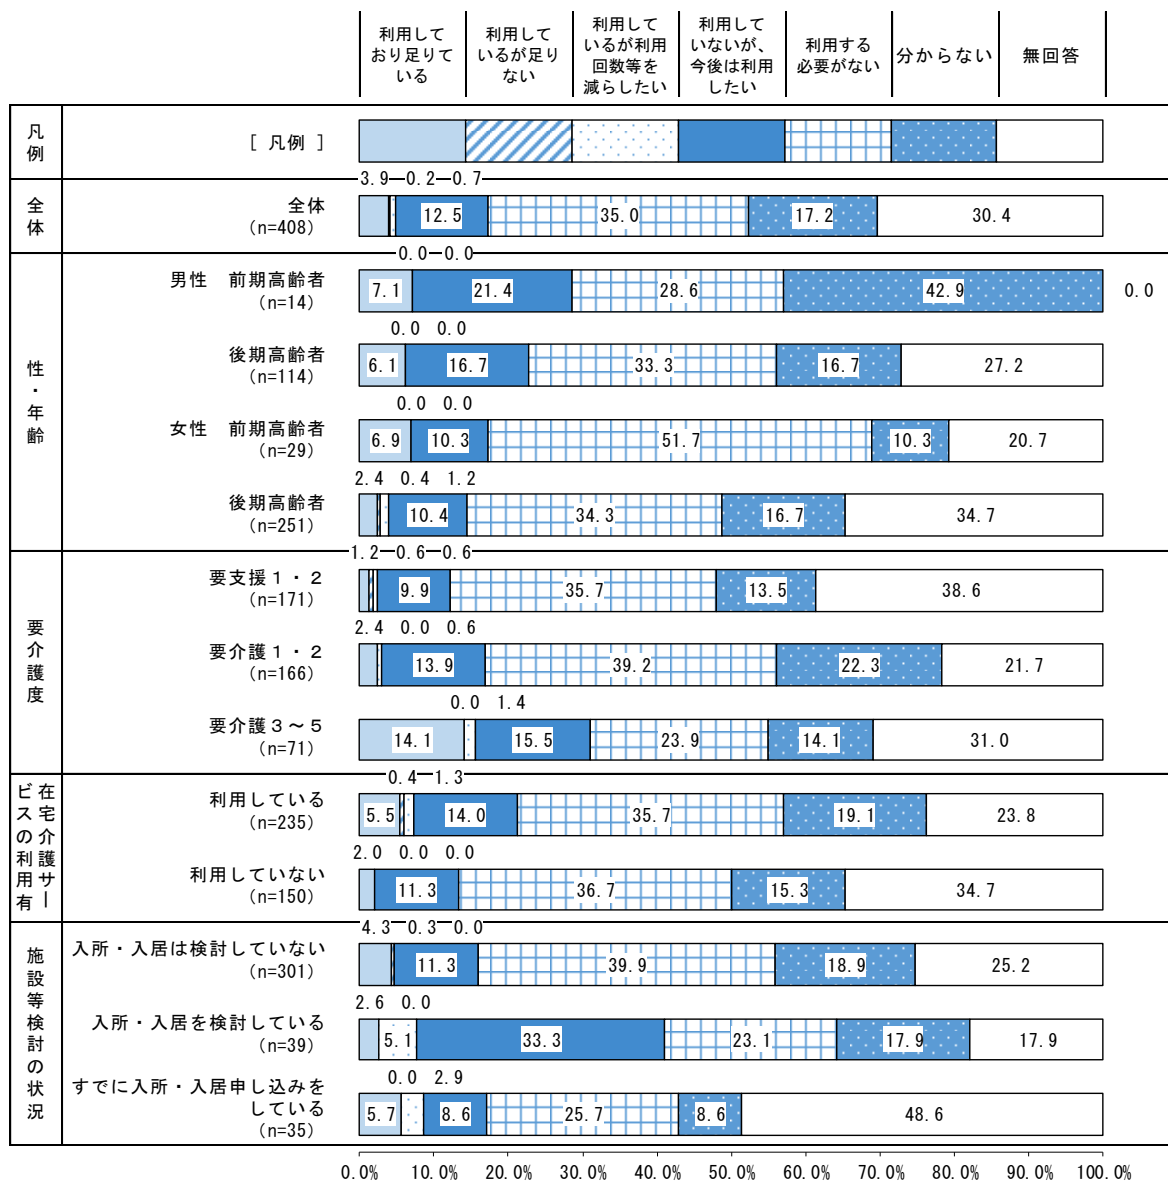 利用して
おり足りて
いる
利用して
いるが足り
ない
利用して
いるが利用
回数等を
減らしたい
利用して
いないが、
今後は利用
したい
利用する
必要がない
分からない
無回答
凡例
[ 凡例 ]
全体
全体
(n=408)
3.9 0.2 0.7
12.5 35.0 17.2 30.4
性・年齢
男性　前期高齢者
(n=14)
0.0 0.0
7.1 21.4 28.6 42.9 0.0
後期高齢者
(n=114)
0.0 0.0
6.1 16.7 33.3 16.7 27.2
女性　前期高齢者
(n=29)
0.0 0.0
6.9 10.3 51.7 10.3 20.7
後期高齢者
(n=251)
2.4 0.4 1.2
10.4 34.3 16.7 34.7
要介護度
要支援１・２
(n=171)
1.2 0.6 0.6
9.9 35.7 13.5 38.6
要介護１・２
(n=166)
2.4 0.0 0.6
13.9 39.2 22.3 21.7
要介護３～５
(n=71)
0.0 1.4
14.1 15.5 23.9 14.1 31.0
在宅介護サー
ビスの利用有
利用している
(n=235)
0.4 1.3
5.5 14.0 35.7 19.1 23.8
利用していない
(n=150)
2.0 0.0 0.0
11.3 36.7 15.3 34.7
施設等検討の状況
入所・入居は検討していない
(n=301)
4.3 0.3 0.0
11.3 39.9 18.9 25.2
入所・入居を検討している
(n=39)
2.6 0.0
5.1 33.3 23.1 17.9 17.9
すでに入所・入居申し込みを
している
(n=35)
0.0 2.9
5.7 8.6 25.7 8.6 48.6
0.0% 10.0% 20.0% 30.0% 40.0% 50.0% 60.0% 70.0% 80.0% 90.0% 100.0%